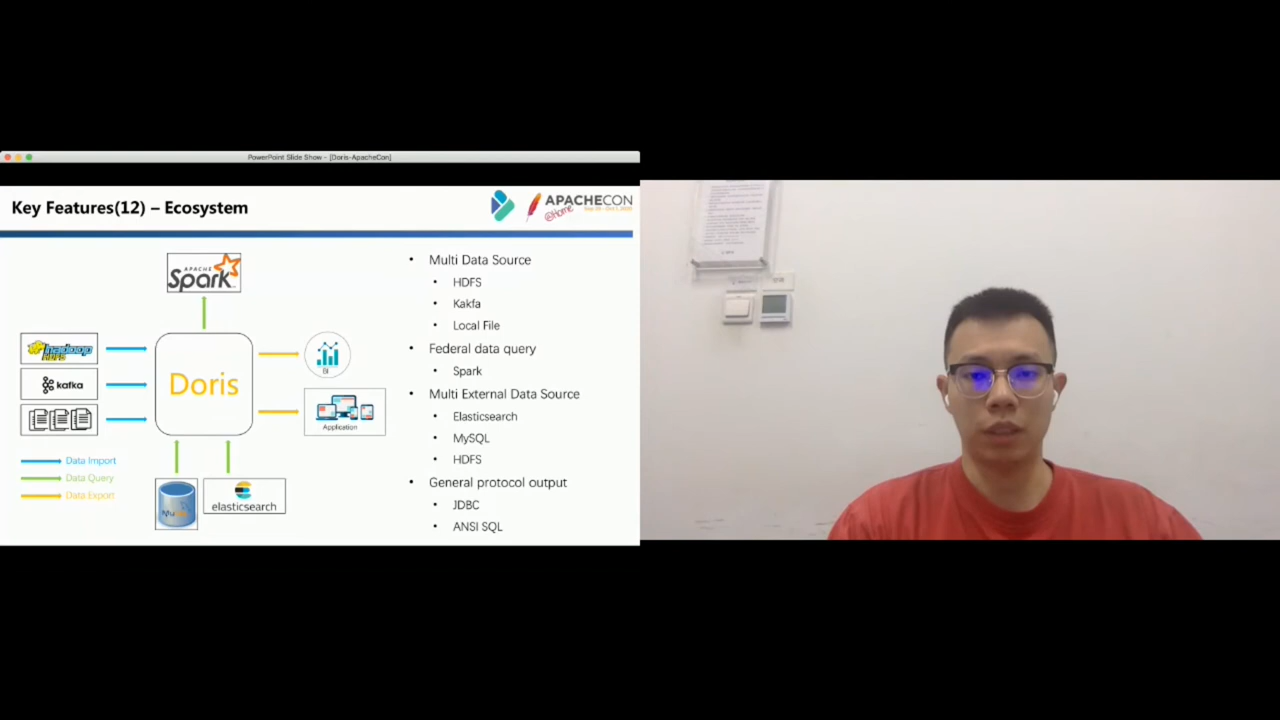 PowerPoint Slide Show - [Doris-ApacheCon]
Key Features(12) – Ecosystem
APACHECON
@Home
APACHE
Spark
hadoop
HDFS
kafka
Doris
BI
Application
Data Import
Data Query
Data Export
elasticsearch
• Multi Data Source
• HDFS
• Kakfa
• Local File
• Federal data query
• Spark
• Multi External Data Source
• Elasticsearch
• MySQL
• HDFS
• General protocol output
• JDBC
• ANSI SQL